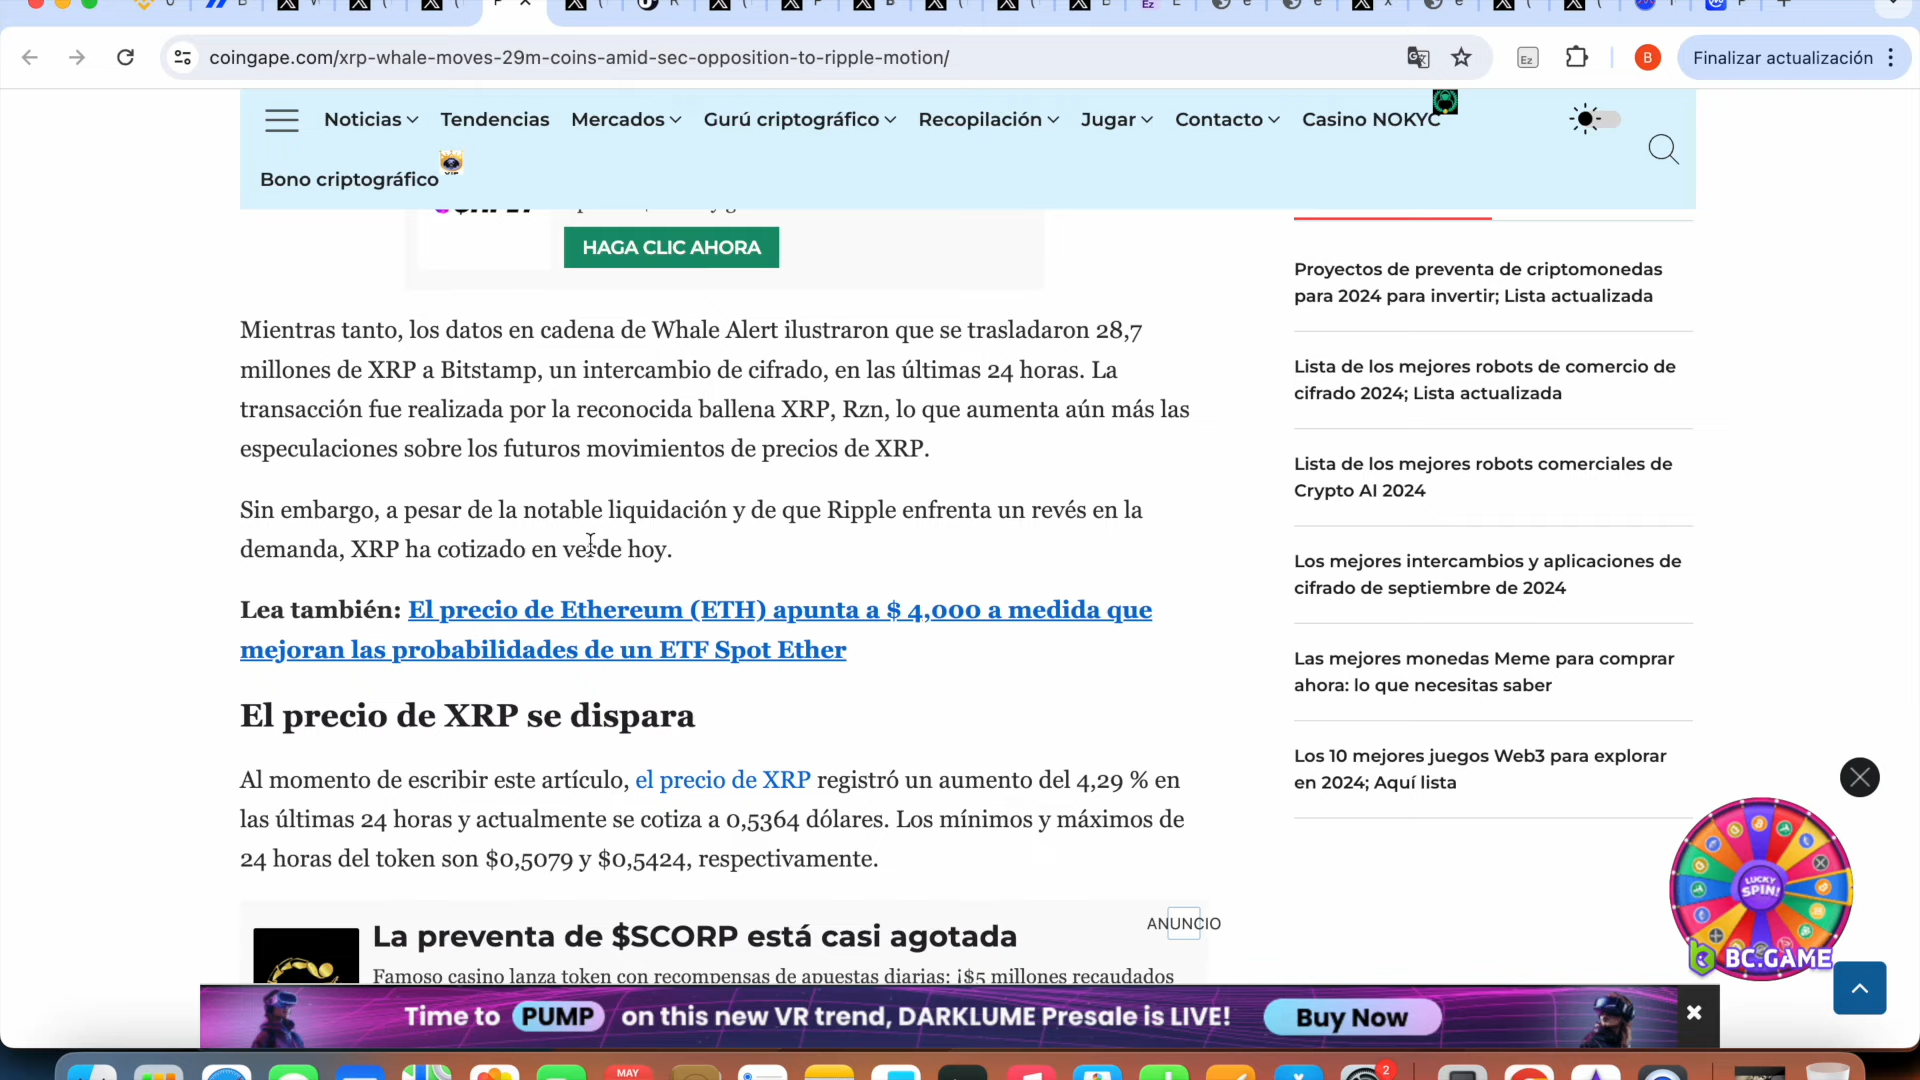 coingape.com/xrp-whale-moves-29m-coins-amid-sec-opposition-to-ripple-motion/
Ez
B
Finalizar actualización
Noticias
Tendencias
Mercados
Gurú criptográfico
Recopilación
Jugar
Contacto
Casino NOKYC
Bono criptográfico
VIP
HAGA CLIC AHORA
Mientras tanto, los datos en cadena de Whale Alert ilustraron que se trasladaron 28,7
millones de XRP a Bitstamp, un intercambio de cifrado, en las últimas 24 horas. La
transacción fue realizada por la reconocida ballena XRP, Rzn, lo que aumenta aún más las
especulaciones sobre los futuros movimientos de precios de XRP.
Sin embargo, a pesar de la notable liquidación y de que Ripple enfrenta un revés en la
demanda, XRP ha cotizado en verde hoy.
Lea también: El precio de Ethereum (ETH) apunta a $ 4,000 a medida que
mejoran las probabilidades de un ETF Spot Ether
El precio de XRP se dispara
Al momento de escribir este artículo, el precio de XRP registró un aumento del 4,29 % en
las últimas 24 horas y actualmente se cotiza a 0,5364 dólares. Los mínimos y máximos de
24 horas del token son $0,5079 y $0,5424, respectivamente.
ANUNCIO
La preventa de $SCORP está casi agotada
Famoso casino lanza token con recompensas de apuestas diarias: ¡$5 millones recaudados
Proyectos de preventa de criptomonedas
para 2024 para invertir; Lista actualizada
Lista de los mejores robots de comercio de
cifrado 2024; Lista actualizada
Lista de los mejores robots comerciales de
Crypto AI 2024
Los mejores intercambios y aplicaciones de
cifrado de septiembre de 2024
Las mejores monedas Meme para comprar
ahora: lo que necesitas saber
Los 10 mejores juegos Web3 para explorar
en 2024; Aquí lista
LUCKY
SPIN!
BC.GAME
Time to PUMP on this new VR trend, DARKLUME Presale is LIVE!
Buy Now
MAY
2